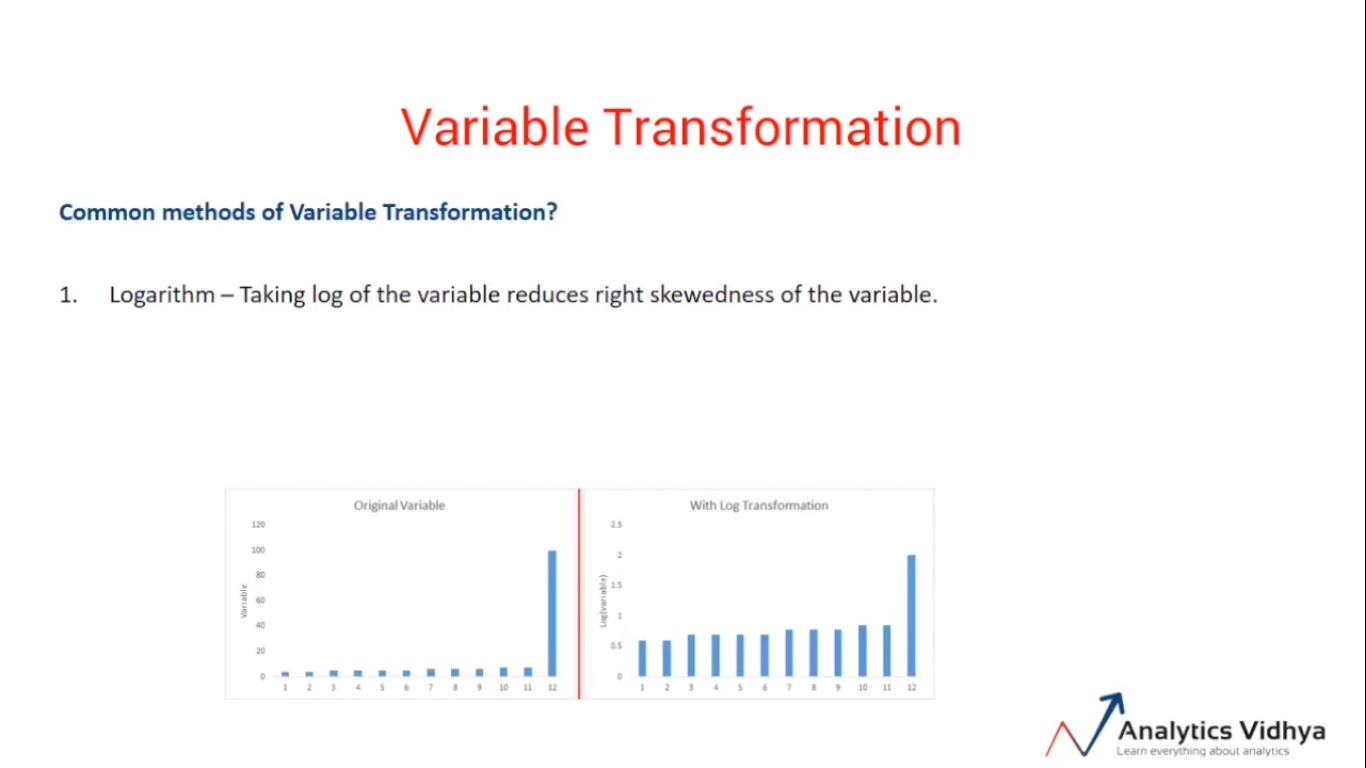 Variable Transformation
Common methods of Variable Transformation?
1. Logarithm – Taking log of the variable reduces right skewedness of the variable.
Original Variable
Variable
120
100
80
60
40
20
0
1 2 3 4 5 6 7 8 9 10 11 12
With Log Transformation
Log(variable)
2.5
2
1.5
1
0.5
0
1 2 3 4 5 6 7 8 9 10 11 12
Analytics Vidhya
Learn everything about analytics